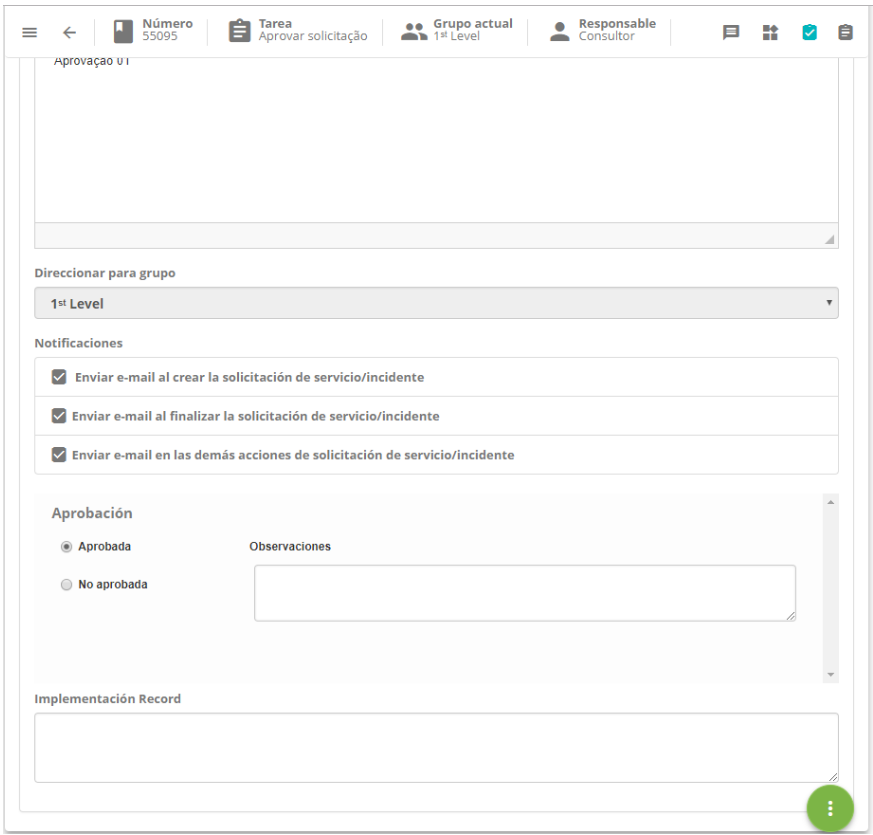 Número
55095
Tarea
Aprovar solicitação
Grupo actual
1st Level
Responsable
Consultor
Aprovação 01
Direccionar para grupo
1st Level
Notificaciones
Enviar e-mail al crear la solicitación de servicio/incidente
Enviar e-mail al finalizar la solicitación de servicio/incidente
Enviar e-mail en las demás acciones de solicitación de servicio/incidente
Aprobación
Aprobada
Observaciones
No aprobada
Implementación Record